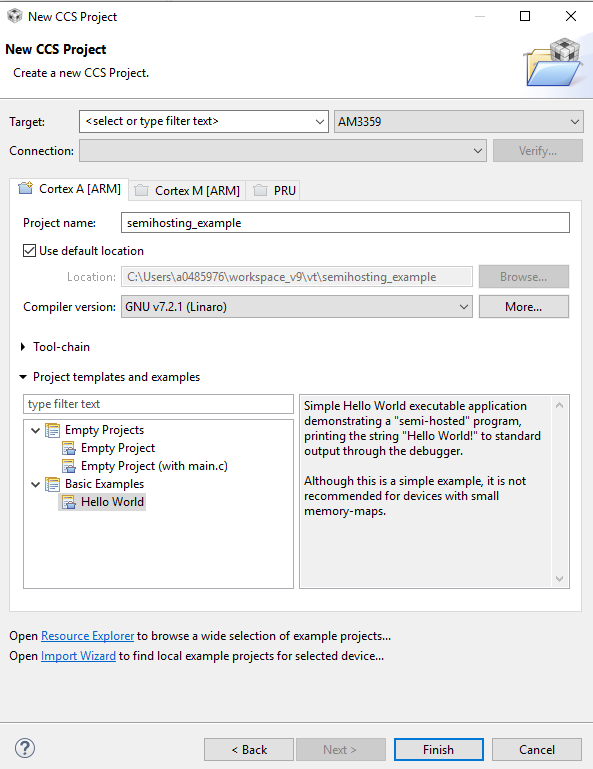 New CCS Project
New CCS Project
Create a new CCS Project.
Target:
<select or type filter text>
AM3359
Connection:
Verify...
Cortex A [ARM]
Cortex M [ARM]
PRU
Project name:
semihosting_example
Use default location
Location:
C:\Users\a0485976\workspace_v9\vt\semihosting_example
Browse...
Compiler version:
GNU v7.2.1 (Linaro)
More...
Tool-chain
Project templates and examples
type filter text
Empty Projects
Empty Project
Empty Project (with main.c)
Basic Examples
Hello World
Simple Hello World executable application
demonstrating a "semi-hosted" program,
printing the string "Hello World!" to standard
output through the debugger.
Although this is a simple example, it is not
recommended for devices with small
memory-maps.
Open Resource Explorer to browse a wide selection of example projects...
Open Import Wizard to find local example projects for selected device...
?
< Back
Next >
Finish
Cancel